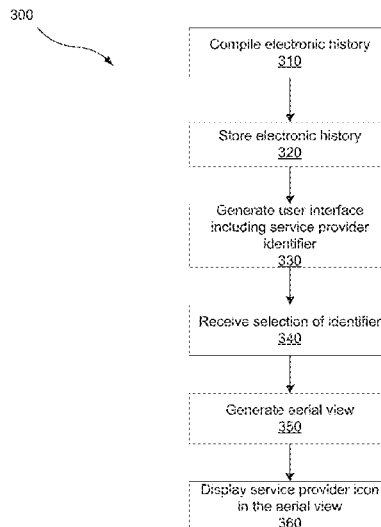 300
Compile electronic history
310
Store electronic history
320
Generate user interface
including service provider
identifier
330
Receive selection of identifier
340
Generate aerial view
350
Display service provider icon
in the aerial view
360